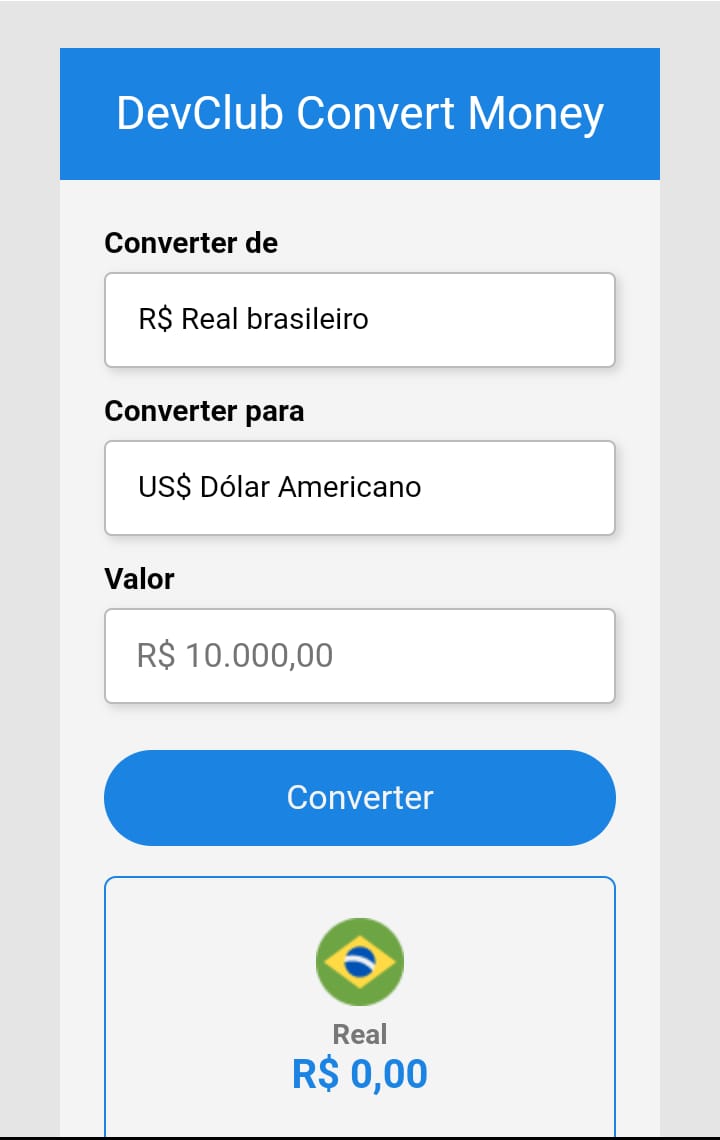 DevClub Convert Money
Converter de
R$ Real brasileiro
Converter para
US$ Dólar Americano
Valor
R$ 10.000,00
Converter
Real
R$ 0,00